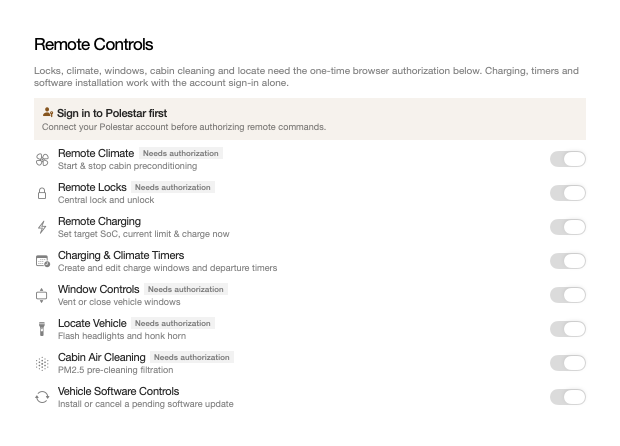 Remote Controls
Locks, climate, windows, cabin cleaning and locate need the one-time browser authorization below. Charging, timers and
software installation work with the account sign-in alone.
Sign in to Polestar first
Connect your Polestar account before authorizing remote commands.
Remote Climate Needs authorization
Start & stop cabin preconditioning
Remote Locks Needs authorization
Central lock and unlock
Remote Charging
Set target SoC, current limit & charge now
Charging & Climate Timers
Create and edit charge windows and departure timers
Window Controls Needs authorization
Vent or close vehicle windows
Locate Vehicle Needs authorization
Flash headlights and honk horn
Cabin Air Cleaning Needs authorization
PM2.5 pre-cleaning filtration
Vehicle Software Controls
Install or cancel a pending software update